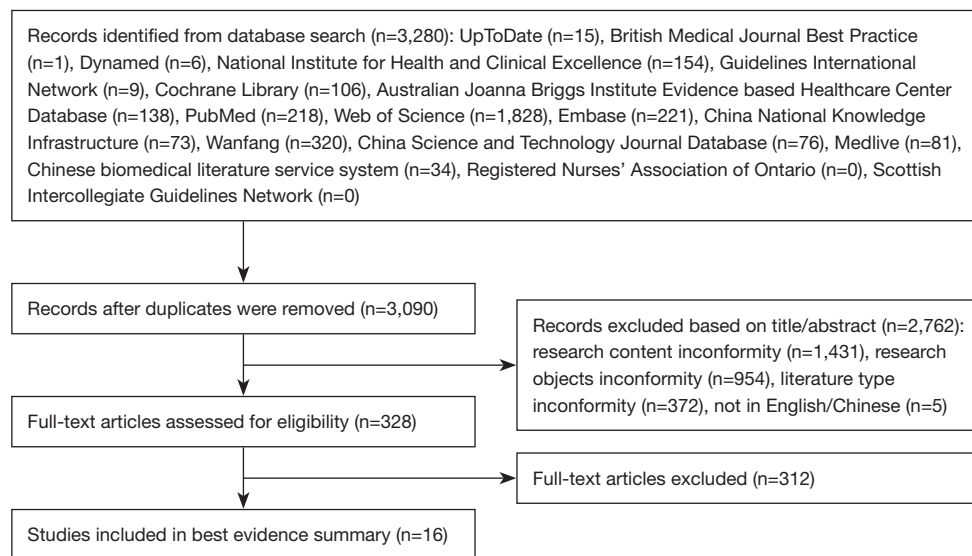 Records identified from database search (n=3,280): UpToDate (n=15), British Medical Journal Best Practice
(n=1), Dynamed (n=6), National Institute for Health and Clinical Excellence (n=154), Guidelines International
Network (n=9), Cochrane Library (n=106), Australian Joanna Briggs Institute Evidence based Healthcare Center
Database (n=138), PubMed (n=218), Web of Science (n=1,828), Embase (n=221), China National Knowledge
Infrastructure (n=73), Wanfang (n=320), China Science and Technology Journal Database (n=76), Medlive (n=81),
Chinese biomedical literature service system (n=34), Registered Nurses’ Association of Ontario (n=0), Scottish
Intercollegiate Guidelines Network (n=0)
Records after duplicates were removed (n=3,090)
Records excluded based on title/abstract (n=2,762):
research content inconformity (n=1,431), research
objects inconformity (n=954), literature type
inconformity (n=372), not in English/Chinese (n=5)
Full-text articles assessed for eligibility (n=328)
Full-text articles excluded (n=312)
Studies included in best evidence summary (n=16)